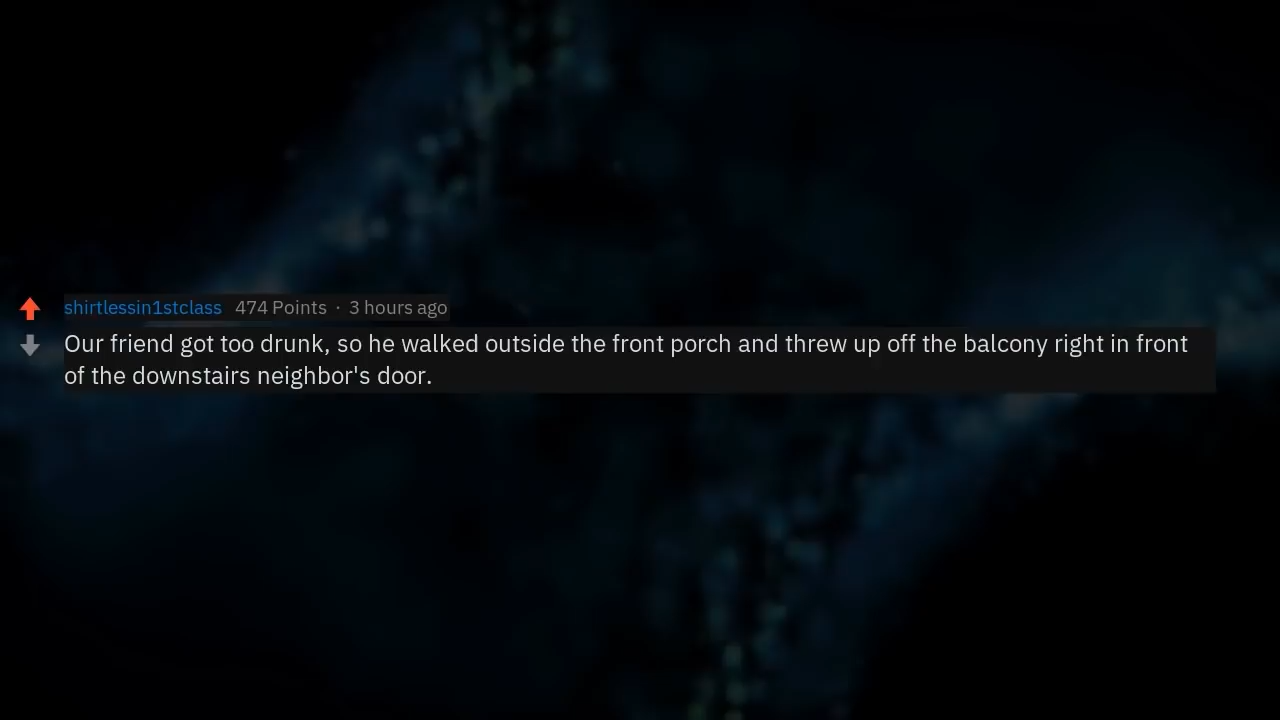 shirtlessin1stclass 474 Points · 3 hours ago
Our friend got too drunk, so he walked outside the front porch and threw up off the balcony right in front
of the downstairs neighbor's door.